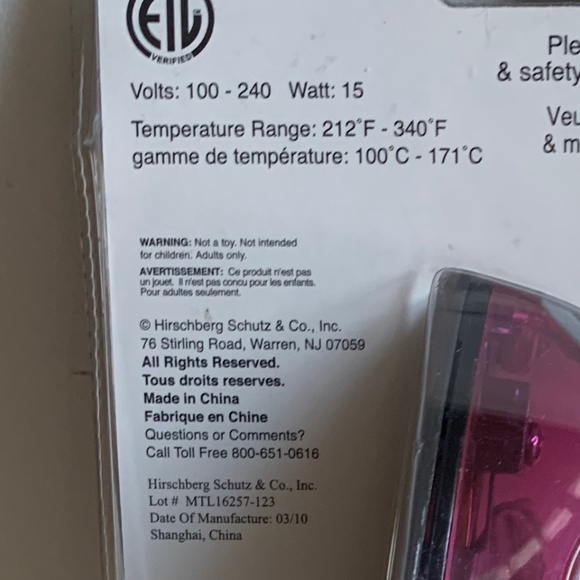 ETL
VERIFIED
Volts: 100 - 240 Watt: 15
Temperature Range: 212°F - 340°F
gamme de température: 100°C - 171°C
& safety
& m
WARNING: Not a toy. Not intended
for children. Adults only.
AVERTISSEMENT: Ce produit n'est pas
un jouet. Il n'est pas concu pour les enfants.
Pour adultes seulement.
© Hirschberg Schutz & Co., Inc.
76 Stirling Road, Warren, NJ 07059
All Rights Reserved.
Tous droits reserves.
Made in China
Fabrique en Chine
Questions or Comments?
Call Toll Free 800-651-0616
Hirschberg Schutz & Co., Inc.
Lot # MTL16257-123
Date Of Manufacture: 03/10
Shanghai, China